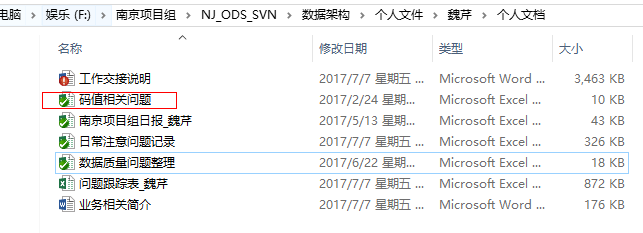 电脑 > 娱乐 (F:) > 南京项目组 > NJ_ODS_SVN > 数据架构 > 个人文件 > 魏芹 > 个人文档
名称 修改日期 类型 大小
工作交接说明 2017/7/7 星期五 ... Microsoft Word ... 3,463 KB
码值相关问题 2017/2/24 星期五... Microsoft Excel ... 10 KB
南京项目组日报_魏芹 2017/5/13 星期六... Microsoft Excel ... 43 KB
日常注意问题记录 2017/7/7 星期五 ... Microsoft Excel ... 326 KB
数据质量问题整理 2017/6/22 星期四... Microsoft Excel ... 18 KB
问题跟踪表_魏芹 2017/7/7 星期五 ... Microsoft Excel ... 872 KB
业务相关简介 2017/7/7 星期五 ... Microsoft Word ... 176 KB